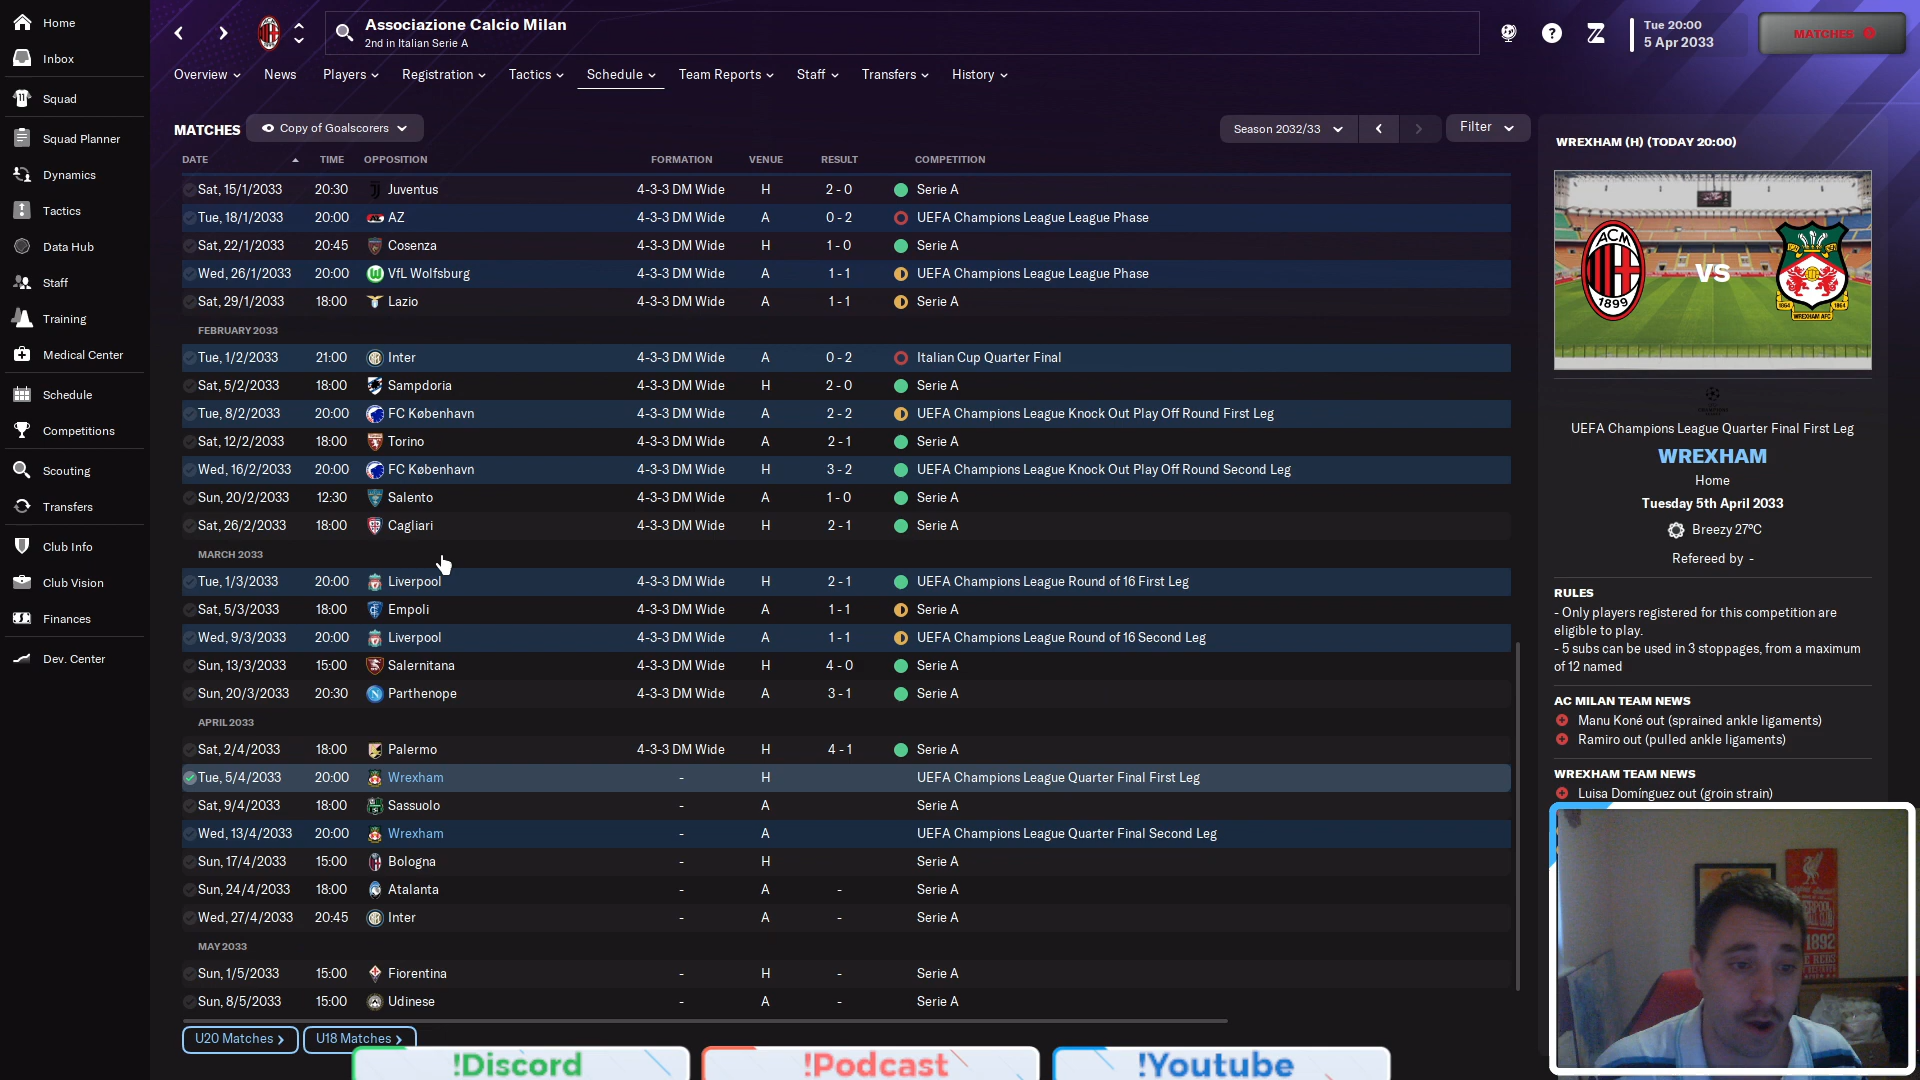 Home
Inbox
Squad
Squad Planner
Dynamics
Tactics
Data Hub
Staff
Training
Medical Center
Schedule
Competitions
Scouting
Transfers
Club Info
Club Vision
Finances
Dev. Center
Associazione Calcio Milan
2nd in Italian Serie A
Tue 20:00
5 Apr 2033
MATCHES
Overview News Players Registration Tactics Schedule Team Reports Staff Transfers History
MATCHES Copy of Goalscorers Season 2032/33 Filter
DATE TIME OPPOSITION FORMATION VENUE RESULT COMPETITION
Sat, 15/1/2033 20:30 Juventus 4-3-3 DM Wide H 2 - 0 Serie A
Tue, 18/1/2033 20:00 AZ 4-3-3 DM Wide A 0 - 2 UEFA Champions League League Phase
Sat, 22/1/2033 20:45 Cosenza 4-3-3 DM Wide H 1 - 0 Serie A
Wed, 26/1/2033 20:00 VfL Wolfsburg 4-3-3 DM Wide A 1 - 1 UEFA Champions League League Phase
Sat, 29/1/2033 18:00 Lazio 4-3-3 DM Wide A 1 - 1 Serie A
FEBRUARY 2033
Tue, 1/2/2033 21:00 Inter 4-3-3 DM Wide A 0 - 2 Italian Cup Quarter Final
Sat, 5/2/2033 18:00 Sampdoria 4-3-3 DM Wide H 2 - 0 Serie A
Tue, 8/2/2033 20:00 FC København 4-3-3 DM Wide A 2 - 2 UEFA Champions League Knock Out Play Off Round First Leg
Sat, 12/2/2033 18:00 Torino 4-3-3 DM Wide A 2 - 1 Serie A
Wed, 16/2/2033 20:00 FC København 4-3-3 DM Wide H 3 - 2 UEFA Champions League Knock Out Play Off Round Second Leg
Sun, 20/2/2033 12:30 Salento 4-3-3 DM Wide A 1 - 0 Serie A
Sat, 26/2/2033 18:00 Cagliari 4-3-3 DM Wide H 2 - 1 Serie A
MARCH 2033
Tue, 1/3/2033 20:00 Liverpool 4-3-3 DM Wide H 2 - 1 UEFA Champions League Round of 16 First Leg
Sat, 5/3/2033 18:00 Empoli 4-3-3 DM Wide A 1 - 1 Serie A
Wed, 9/3/2033 20:00 Liverpool 4-3-3 DM Wide A 1 - 1 UEFA Champions League Round of 16 Second Leg
Sun, 13/3/2033 15:00 Salernitana 4-3-3 DM Wide H 4 - 0 Serie A
Sun, 20/3/2033 20:30 Parthenope 4-3-3 DM Wide A 3 - 1 Serie A
APRIL 2033
Sat, 2/4/2033 18:00 Palermo 4-3-3 DM Wide H 4 - 1 Serie A
Tue, 5/4/2033 20:00 Wrexham - H UEFA Champions League Quarter Final First Leg
Sat, 9/4/2033 18:00 Sassuolo - A Serie A
Wed, 13/4/2033 20:00 Wrexham - A UEFA Champions League Quarter Final Second Leg
Sun, 17/4/2033 15:00 Bologna - H Serie A
Sun, 24/4/2033 18:00 Atalanta - A - Serie A
Wed, 27/4/2033 20:45 Inter - A - Serie A
MAY 2033
Sun, 1/5/2033 15:00 Fiorentina - H - Serie A
Sun, 8/5/2033 15:00 Udinese - A - Serie A
U20 Matches U18 Matches
!Discord !Podcast !Youtube
WREXHAM (H) (TODAY 20:00)
ACM
1899
VS
1864 1864
WREXHAM AFC
UEFA Champions League Quarter Final First Leg
WREXHAM
Home
Tuesday 5th April 2033
Breezy 27°C
Refereed by -
RULES
- Only players registered for this competition are
eligible to play.
- 5 subs can be used in 3 stoppages, from a maximum
of 12 named
AC MILAN TEAM NEWS
Manu Koné out (sprained ankle ligaments)
Ramiro out (pulled ankle ligaments)
WREXHAM TEAM NEWS
Luisa Domínguez out (groin strain)
1892